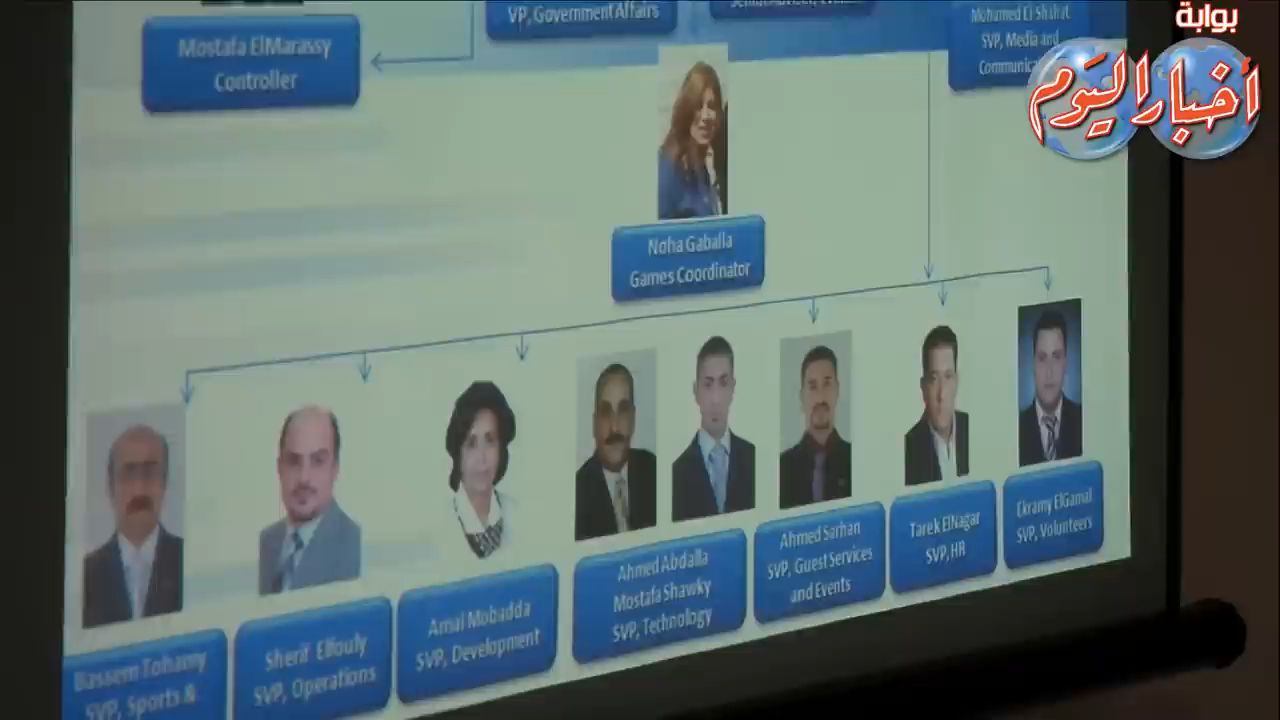 بوابة
أخبار اليوم
VP, Government Affairs
Mohamed El Shahat
SVP, Media and
Mostafa ElMarassy
Controller
Noha Gaballa
Games Coordinator
Bassem Tohamy
SVP, Sports &
Sherif Elfouly
SVP, Operations
Amal Mobadda
SVP, Development
Ahmed Abdalla
Mostafa Shawky
SVP, Technology
Ahmed Sarhan
SVP, Guest Services
and Events
Tarek ElNagar
SVP, HR
Ekramy ElGamal
SVP, Volunteers